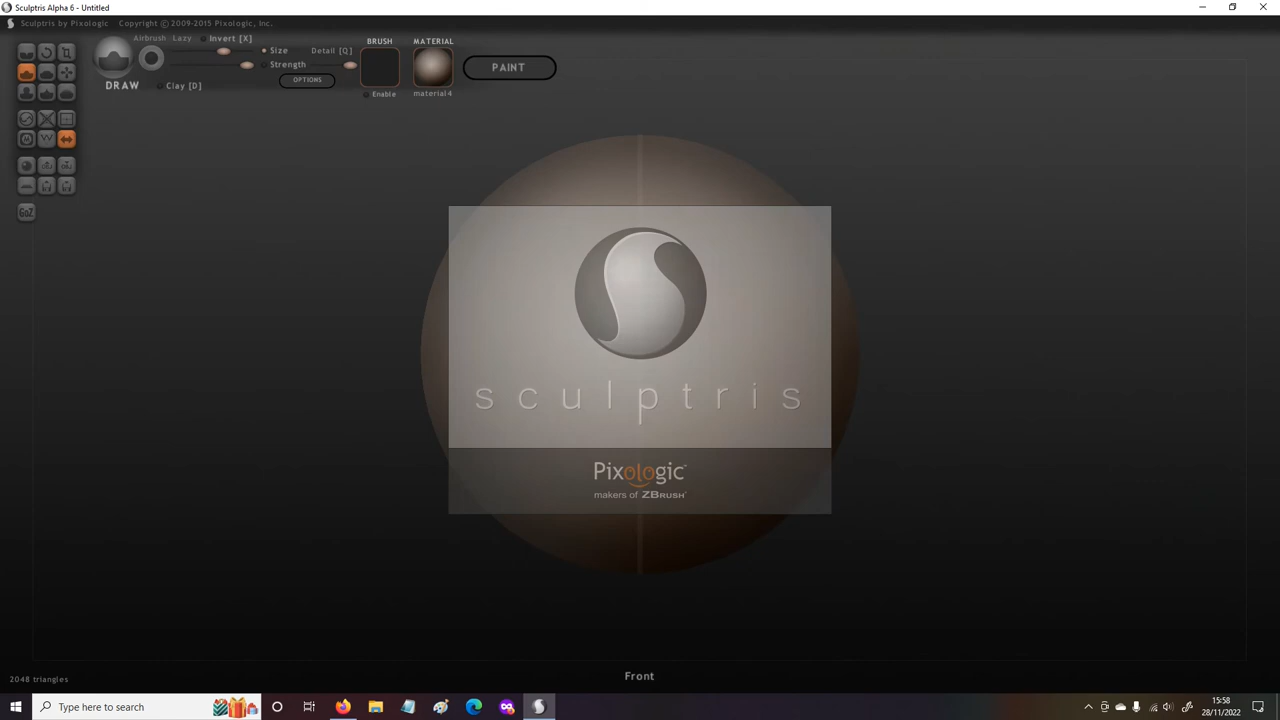 Sculptris Alpha 6 - Untitled
Sculptris by Pixologic Copyright © 2009-2015 Pixologic, Inc.
Airbrush Lazy Invert [X]
Size Detail [Q]
Strength
OPTIONS
DRAW Clay [D]
BRUSH
Enable
MATERIAL
material4
PAINT
GoZ
sculptris
Pixologic™
makers of ZBRUSH®
2048 triangles
Front
Type here to search
15:58
28/11/2022